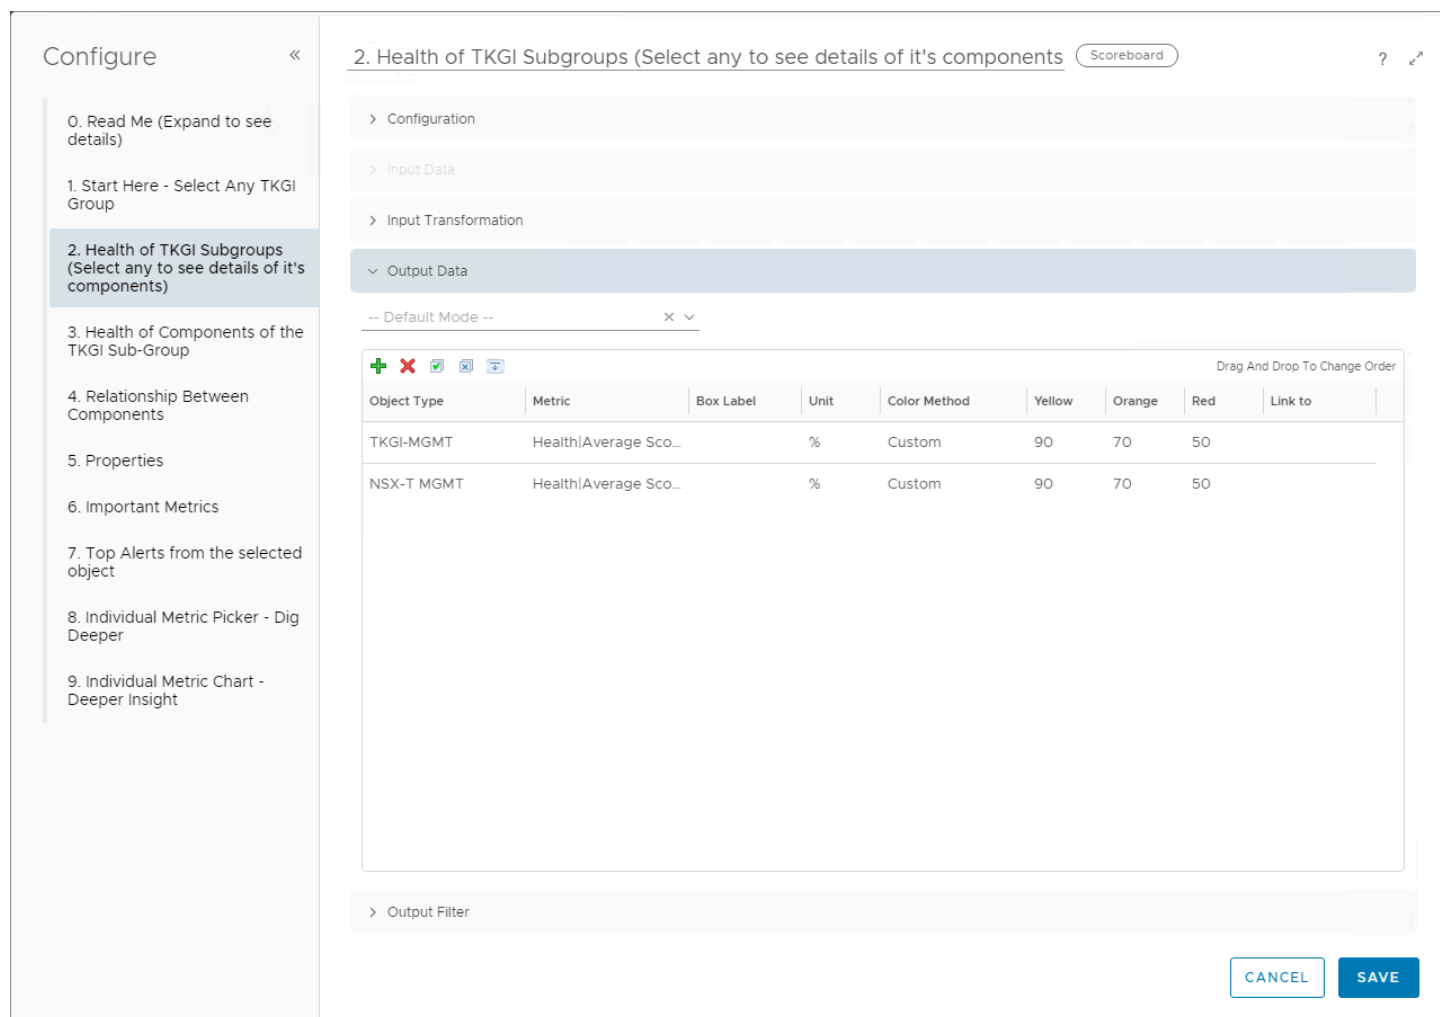 Configure
«
0. Read Me (Expand to see
details)
1. Start Here - Select Any TKGI
Group
2. Health of TKGI Subgroups
(Select any to see details of it's
components)
3. Health of Components of the
TKGI Sub-Group
4. Relationship Between
Components
5. Properties
6. Important Metrics
7. Top Alerts from the selected
object
8. Individual Metric Picker - Dig
Deeper
9. Individual Metric Chart -
Deeper Insight
2. Health of TKGI Subgroups (Select any to see details of it's components
Scoreboard
?
Configuration
Input Data
Input Transformation
Output Data
-- Default Mode --
Drag And Drop To Change Order
Object Type Metric Box Label Unit Color Method Yellow Orange Red Link to
TKGI-MGMT Health|Average Sco... % Custom 90 70 50
NSX-T MGMT Health|Average Sco... % Custom 90 70 50
Output Filter
CANCEL SAVE